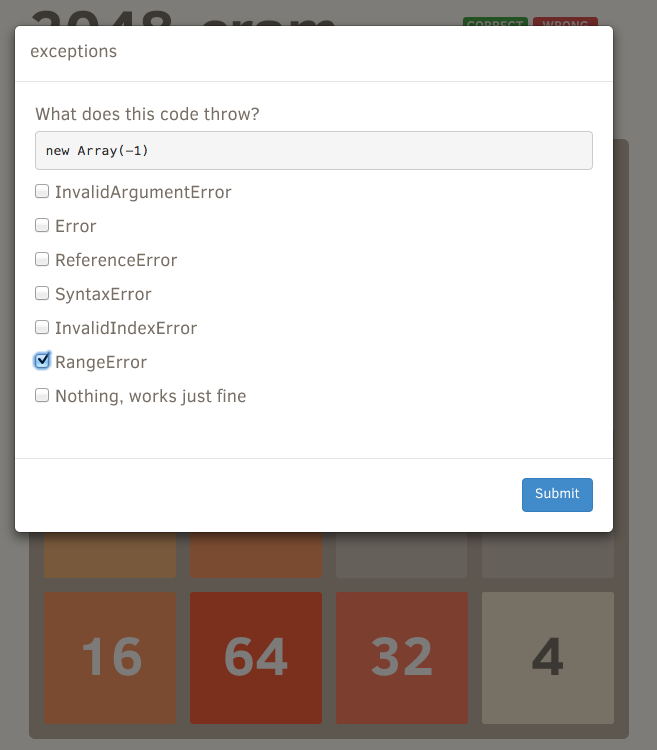 2048 cram
CORRECT WRONG
exceptions
What does this code throw?
new Array(-1)
InvalidArgumentError
Error
ReferenceError
SyntaxError
InvalidIndexError
RangeError
Nothing, works just fine
Submit
16 64 32 4